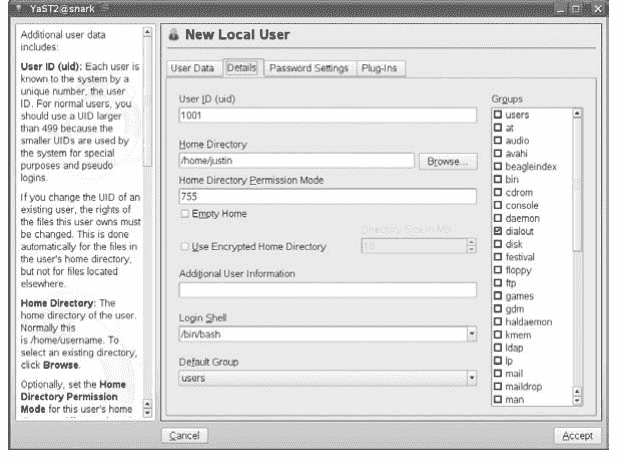 YaST2@snark
Additional user data
includes:
User ID (uid): Each user is
known to the system by a
unique number, the user
ID. For normal users, you
should use a UID larger
than 499 because the
smaller UIDs are used by
the system for special
purposes and pseudo
logins.
If you change the UID of an
existing user, the rights of
the files this user owns must
be changed. This is done
automatically for the files in
the user's home directory,
but not for files located
elsewhere.
Home Directory: The
home directory of the user.
Normally this
is /home/username. To
select an existing directory,
click Browse.
Optionally, set the Home
Directory Permission
Mode for this user's home
New Local User
User Data Details Password Settings Plug-Ins
User ID (uid)
1001
Home Directory
/home/justin Browse...
Home Directory Permission Mode
755
Empty Home
Directory Size in MB
Use Encrypted Home Directory 10
Additional User Information
Login Shell
/bin/bash
Default Group
users
Groups
users
at
audio
avahi
beagleindex
bin
cdrom
console
daemon
dialout
disk
festival
floppy
ftp
games
gdm
haldaemon
kmem
ldap
lp
mail
maildrop
man
Cancel Accept